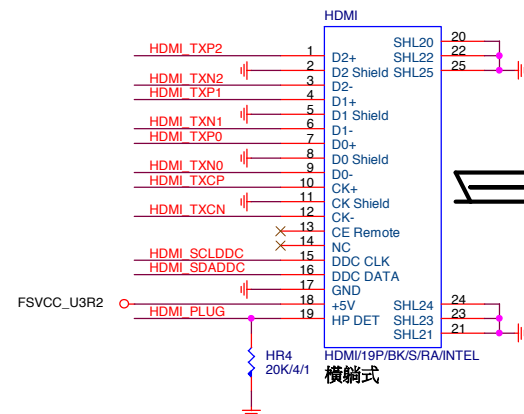 HDMI
HDMI_TXP2 1 D2+ SHL20 20
2 D2 Shield SHL22 22
HDMI_TXN2 3 D2- SHL25 25
HDMI_TXP1 4 D1+
5 D1 Shield
HDMI_TXN1 6 D1-
HDMI_TXP0 7 D0+
8 D0 Shield
HDMI_TXN0 9 D0-
HDMI_TXCP 10 CK+
11 CK Shield
HDMI_TXCN 12 CK-
13 CE Remote
14 NC
HDMI_SCLDDC 15 DDC CLK
HDMI_SDADDC 16 DDC DATA
17 GND
FSVCC_U3R2 18 +5V SHL24 24
HDMI_PLUG 19 HP DET SHL23 23
SHL21 21
HR4
20K/4/1
HDMI/19P/BK/S/RA/INTEL
橫躺式